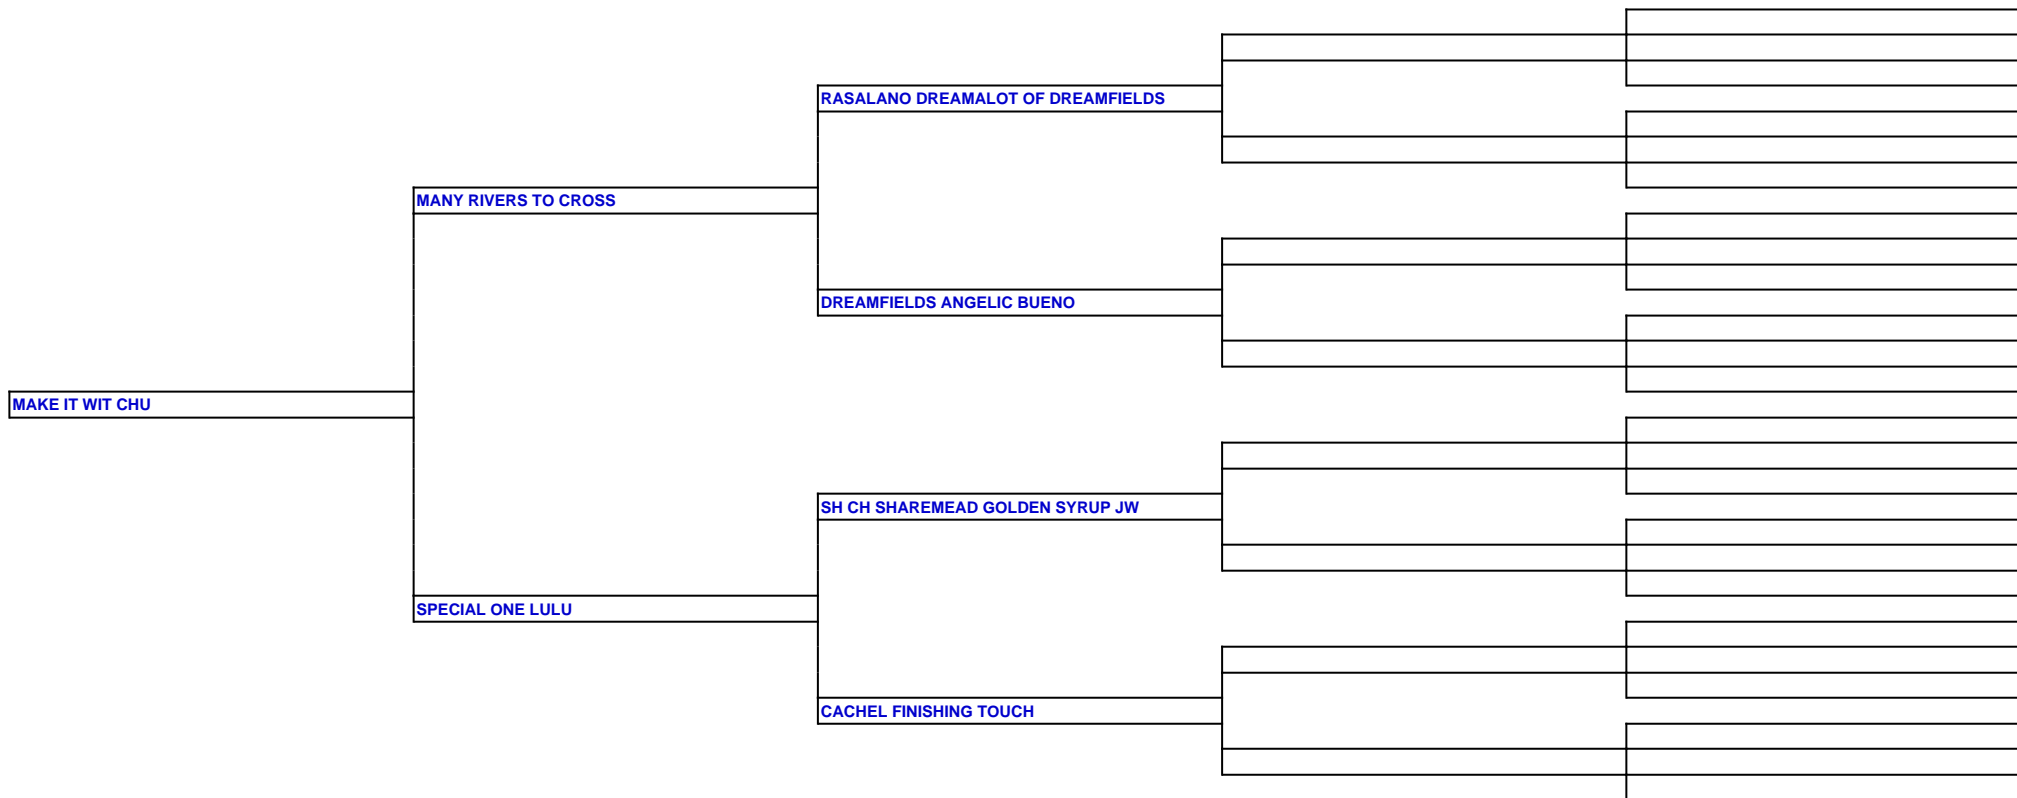 RASALANO DREAMALOT OF DREAMFIELDS
MANY RIVERS TO CROSS
DREAMFIELDS ANGELIC BUENO
MAKE IT WIT CHU
SH CH SHAREMEAD GOLDEN SYRUP JW
SPECIAL ONE LULU
CACHEL FINISHING TOUCH